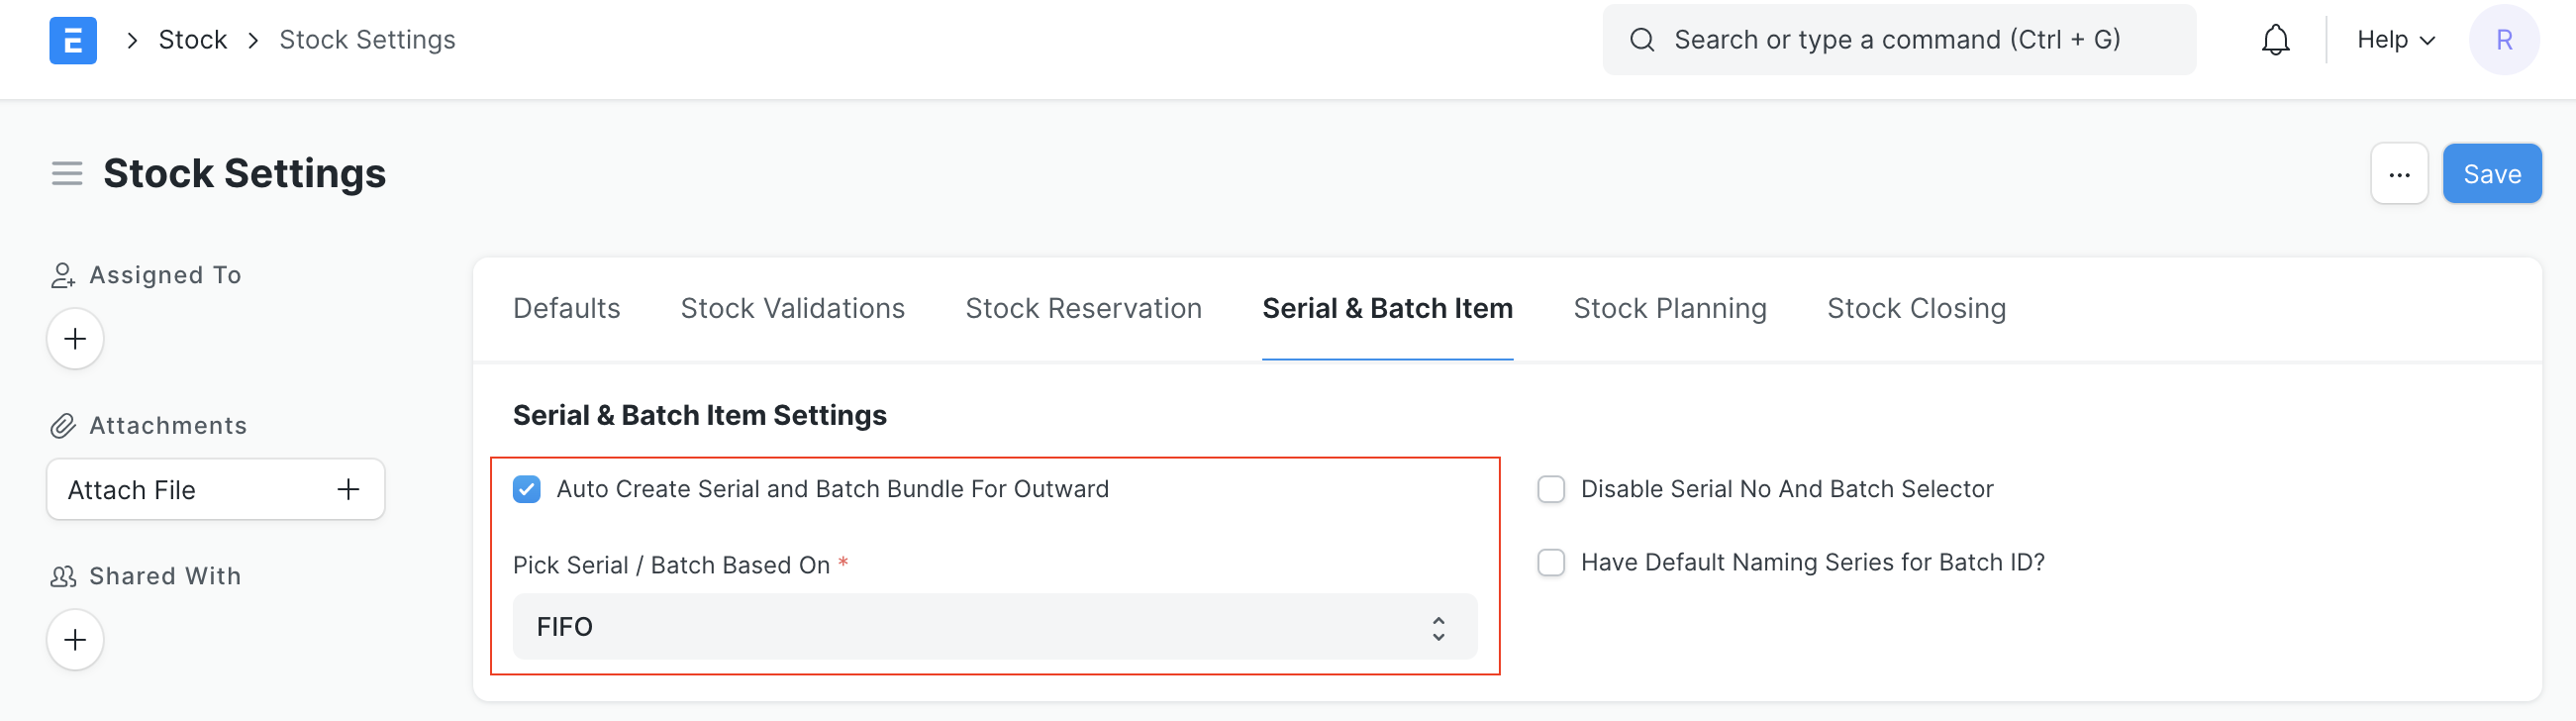 E Stock Stock Settings Search or type a command (Ctrl + G) Help R
Stock Settings ... Save
Assigned To
Attachments
Attach File
Shared With
Defaults Stock Validations Stock Reservation Serial & Batch Item Stock Planning Stock Closing
Serial & Batch Item Settings
Auto Create Serial and Batch Bundle For Outward
Pick Serial / Batch Based On *
FIFO
Disable Serial No And Batch Selector
Have Default Naming Series for Batch ID?